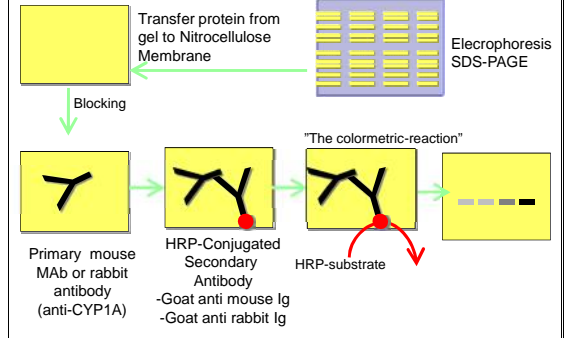 Transfer protein from
gel to Nitrocellulose
Membrane
Elecrophoresis
SDS-PAGE
Blocking
"The colormetric-reaction"
Primary mouse
MAb or rabbit
antibody
(anti-CYP1A)
HRP-Conjugated
Secondary
Antibody
-Goat anti mouse Ig
-Goat anti rabbit Ig
HRP-substrate